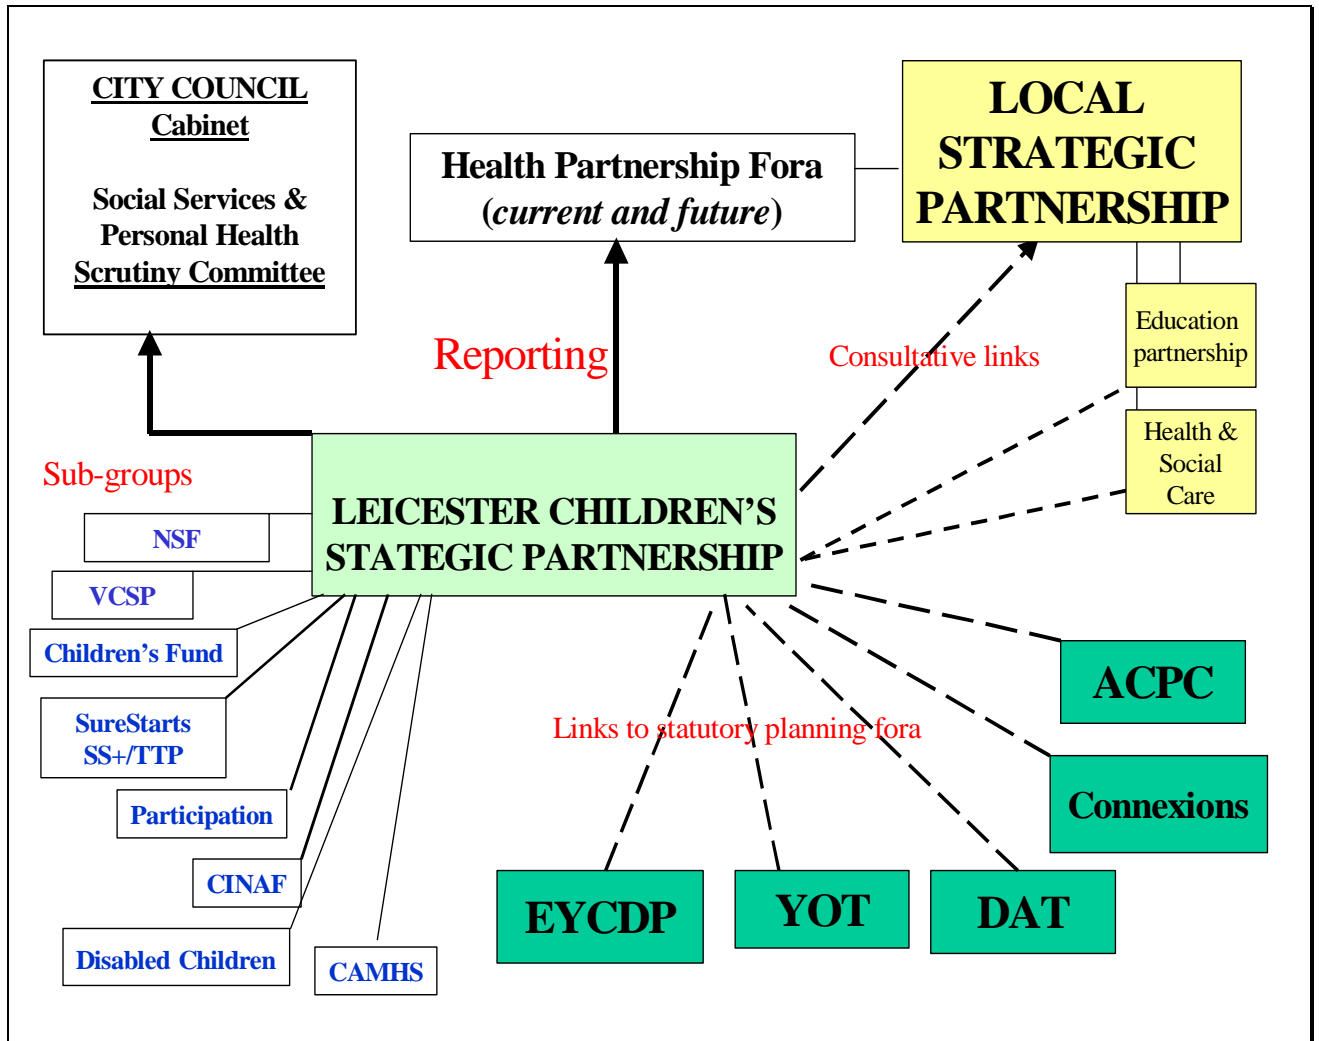 CITY COUNCIL
Cabinet
Social Services &
Personal Health
Scrutiny Committee
Health Partnership Fora
(current and future)
LOCAL
STRATEGIC
PARTNERSHIP
Education
partnership
Health &
Social
Care
Reporting
Consultative links
Sub-groups
LEICESTER CHILDREN’S
STATEGIC PARTNERSHIP
NSF
VCSP
Children’s Fund
SureStarts
SS+/TTP
Participation
CINAF
Disabled Children
CAMHS
Links to statutory planning fora
ACPC
Connexions
EYCDP
YOT
DAT